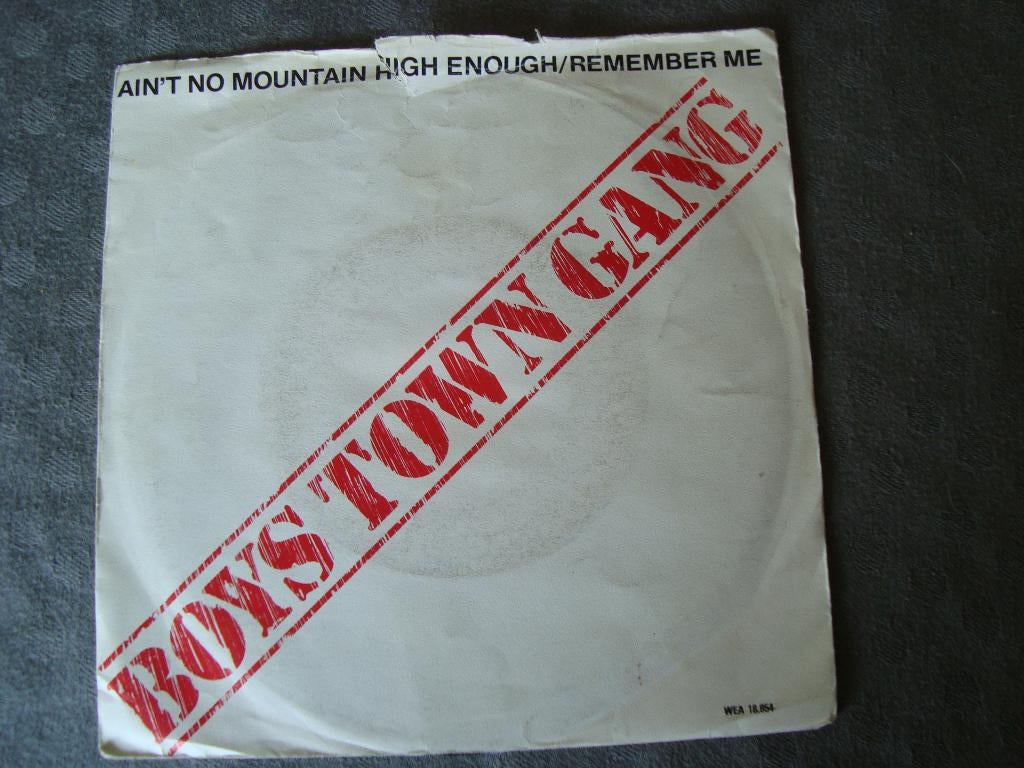 AIN'T NO MOUNTAIN HIGH ENOUGH/REMEMBER ME
BOYS TOWN GANG
WEA 18.854